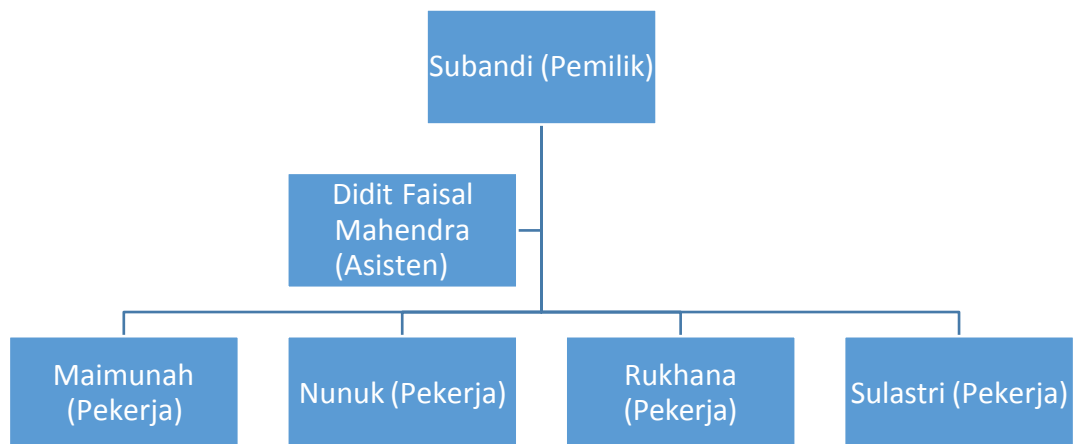 Subandi (Pemilik)
Didit Faisal
Mahendra
(Asisten)
Maimunah
(Pekerja)
Nunuk (Pekerja)
Rukhana
(Pekerja)
Sulastri (Pekerja)